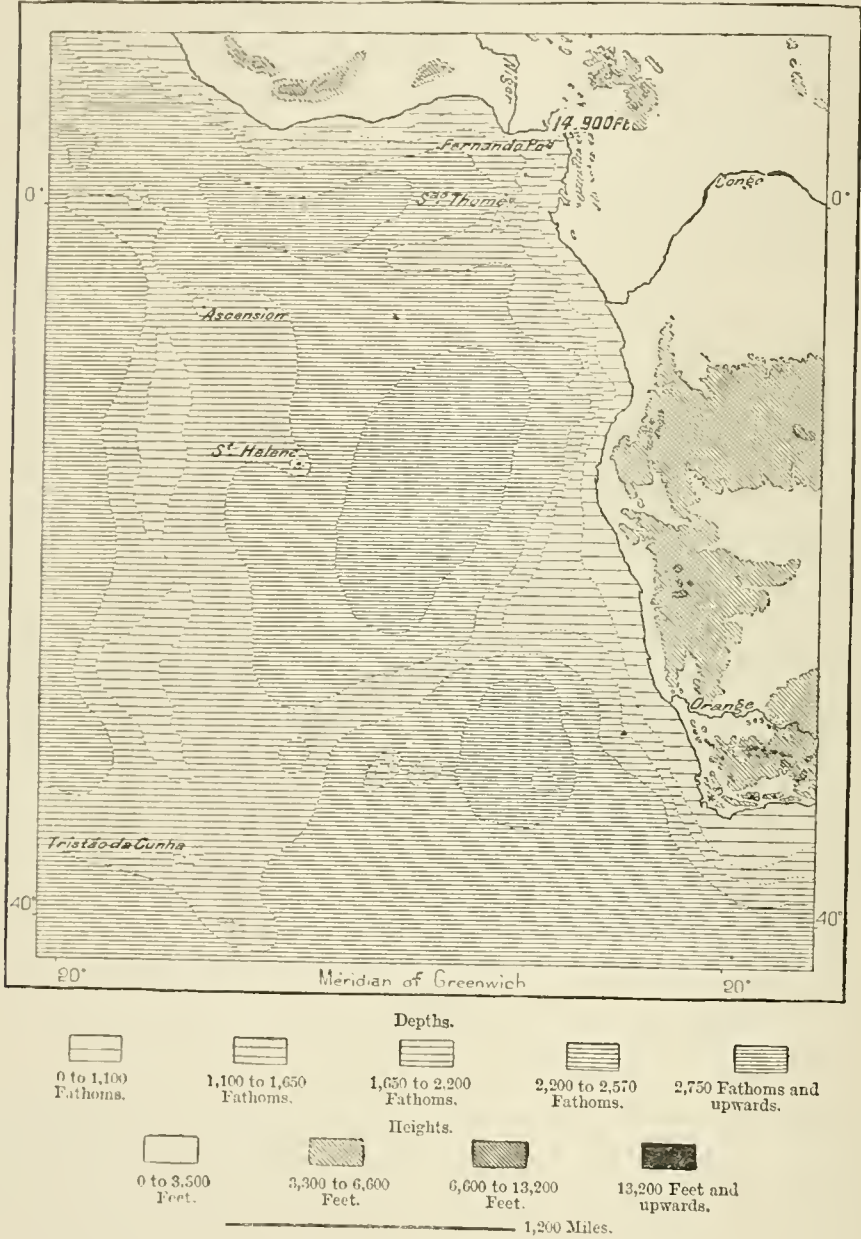 Niger
14,900Ft
Fernando Po
0° Congo 0°
Sao Thomé
Ascension
St Helena
Orange
Tristão-da-Cunha
40° 40°
20° Meridian of Greenwich 20°
Depths.
0 to 1,100 Fathoms.
1,100 to 1,650 Fathoms.
1,650 to 2,200 Fathoms.
2,200 to 2,570 Fathoms.
2,750 Fathoms and upwards.
Heights.
0 to 3,300 Feet.
3,300 to 6,600 Feet.
6,600 to 13,200 Feet.
13,200 Feet and upwards.
1,200 Miles.